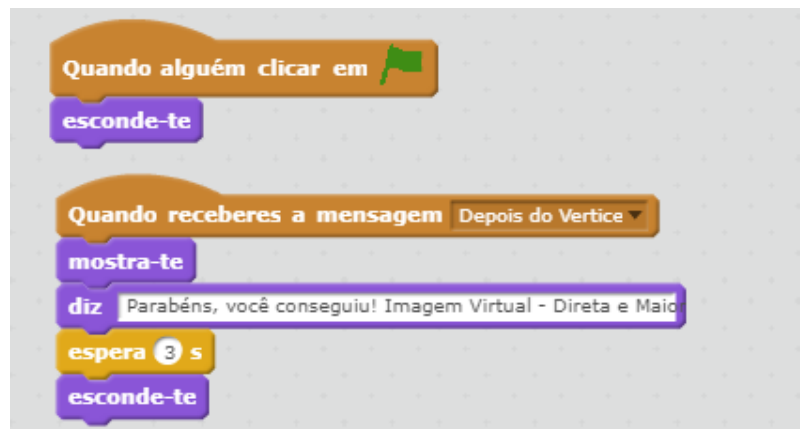 Quando alguém clicar em
esconde-te
Quando receberes a mensagem Depois do Vertice
mostra-te
diz Parabéns, você conseguiu! Imagem Virtual - Direta e Maio
espera 3 s
esconde-te